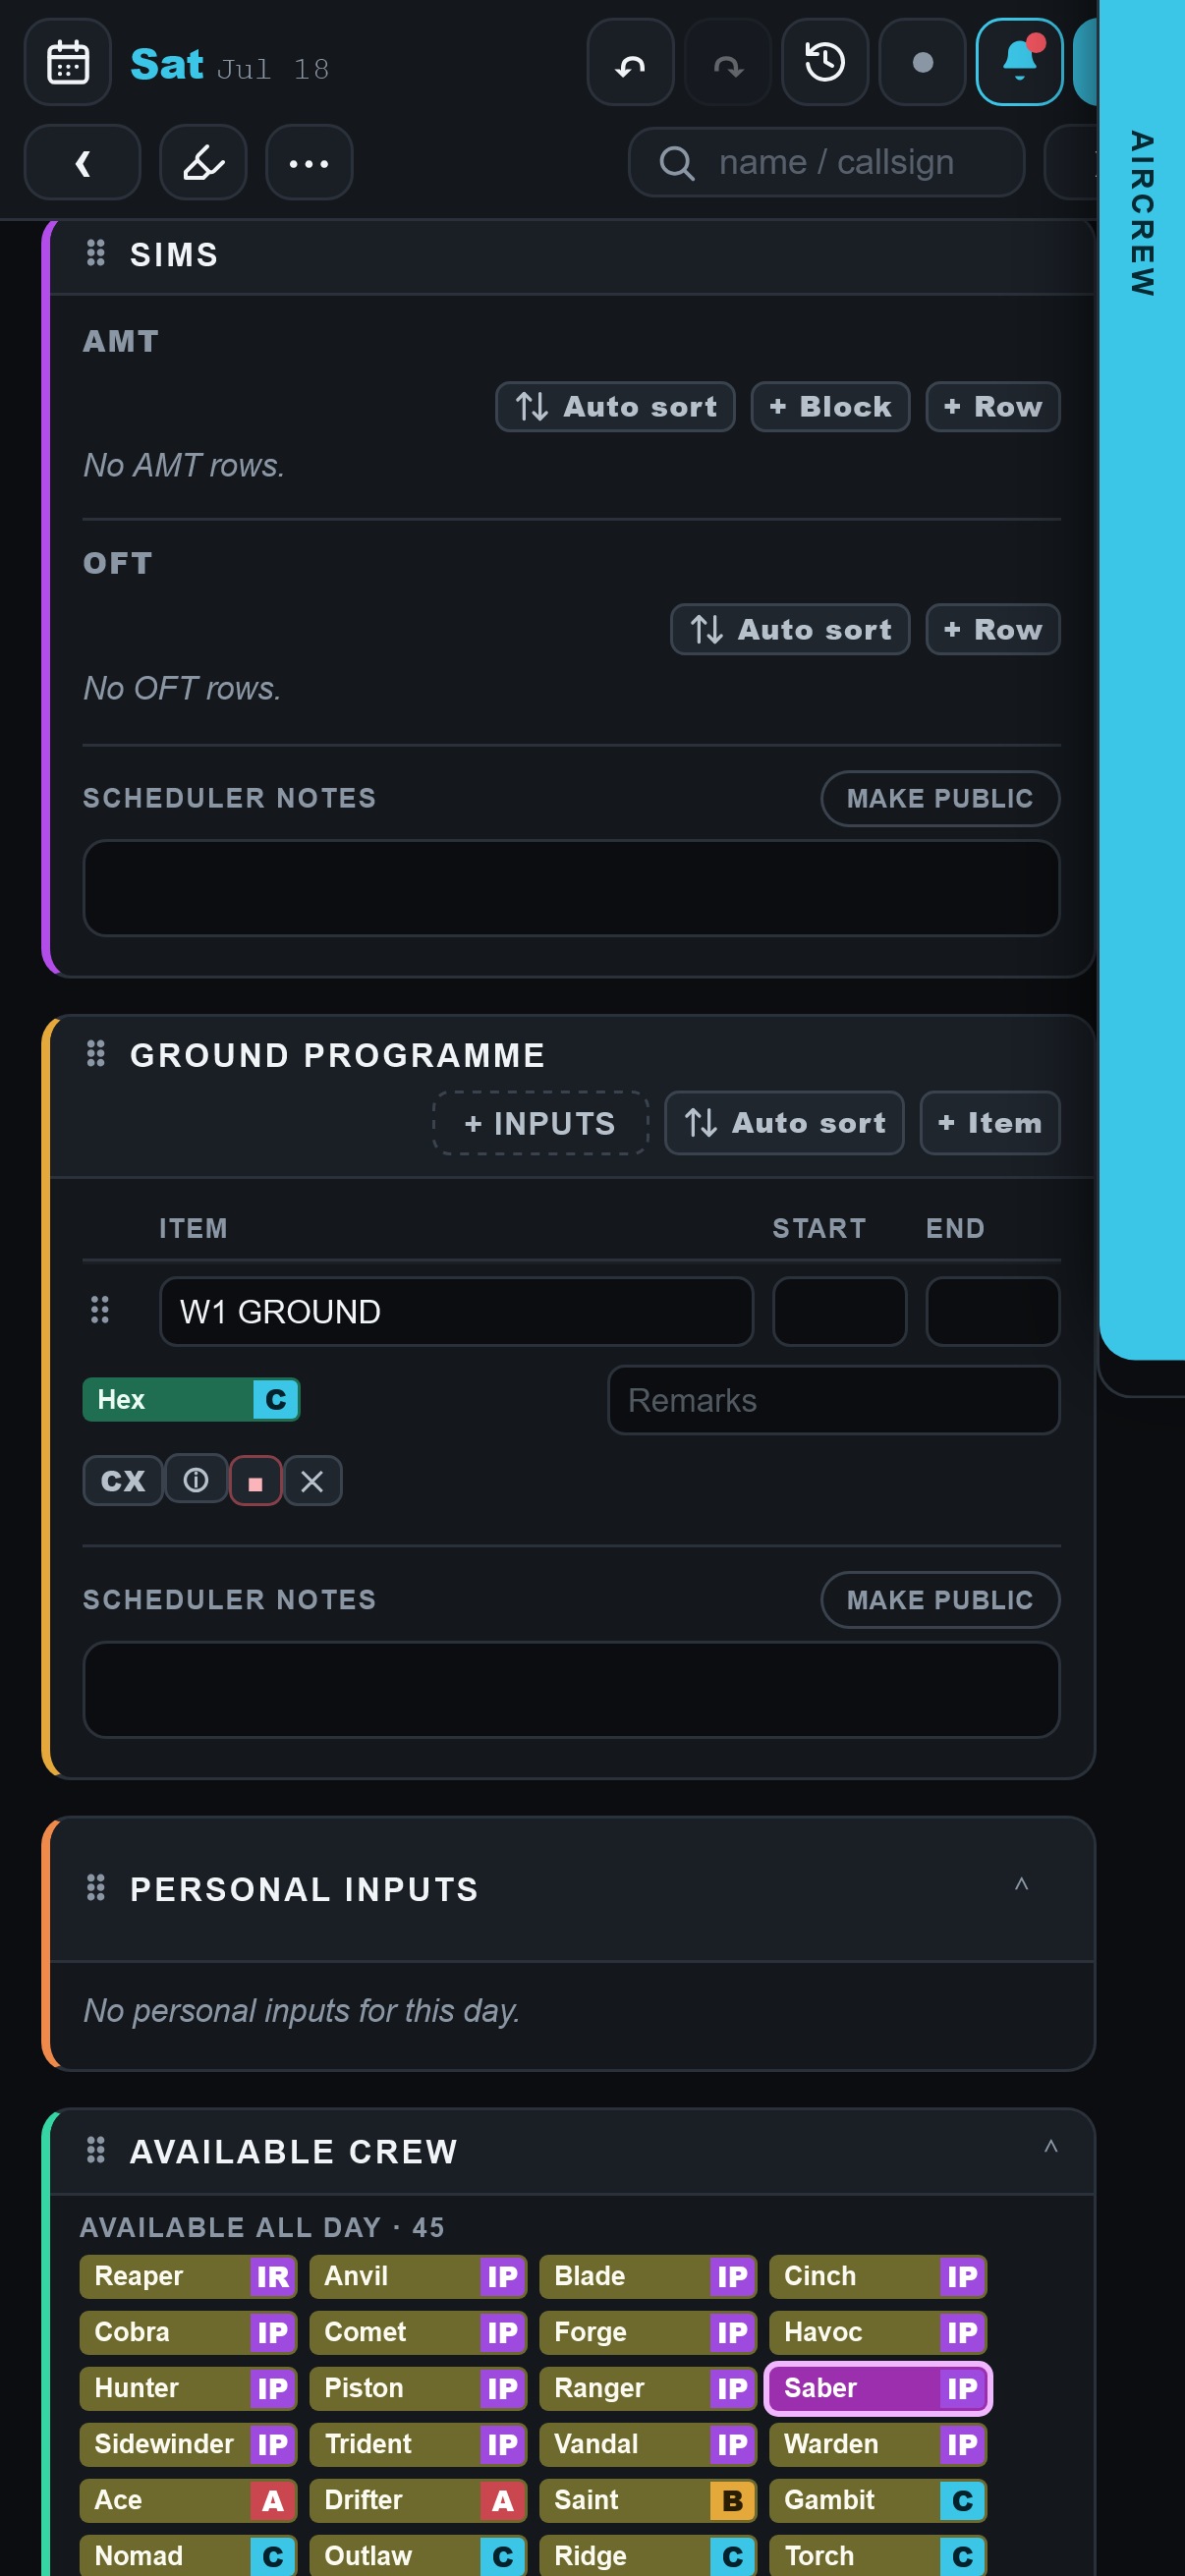 Sat Jul 18
name / callsign
AIRCREW
SIMS
AMT
Auto sort + Block + Row
No AMT rows.
OFT
Auto sort + Row
No OFT rows.
SCHEDULER NOTES MAKE PUBLIC
GROUND PROGRAMME
+ INPUTS Auto sort + Item
ITEM START END
W1 GROUND
Hex C Remarks
CX
SCHEDULER NOTES MAKE PUBLIC
PERSONAL INPUTS
No personal inputs for this day.
AVAILABLE CREW
AVAILABLE ALL DAY · 45
Reaper IR Anvil IP Blade IP Cinch IP
Cobra IP Comet IP Forge IP Havoc IP
Hunter IP Piston IP Ranger IP Saber IP
Sidewinder IP Trident IP Vandal IP Warden IP
Ace A Drifter A Saint B Gambit C
Nomad C Outlaw C Ridge C Torch C